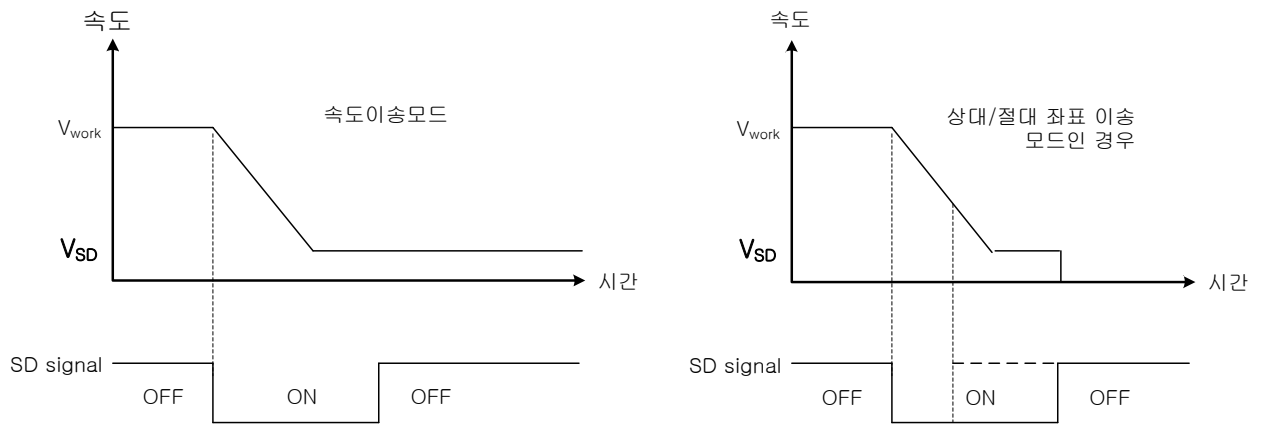 속도
속도이송모드
Vwork
VSD
시간
SD signal
OFF
ON
OFF
속도
상대/절대 좌표 이송
모드인 경우
Vwork
VSD
시간
SD signal
OFF
ON
OFF